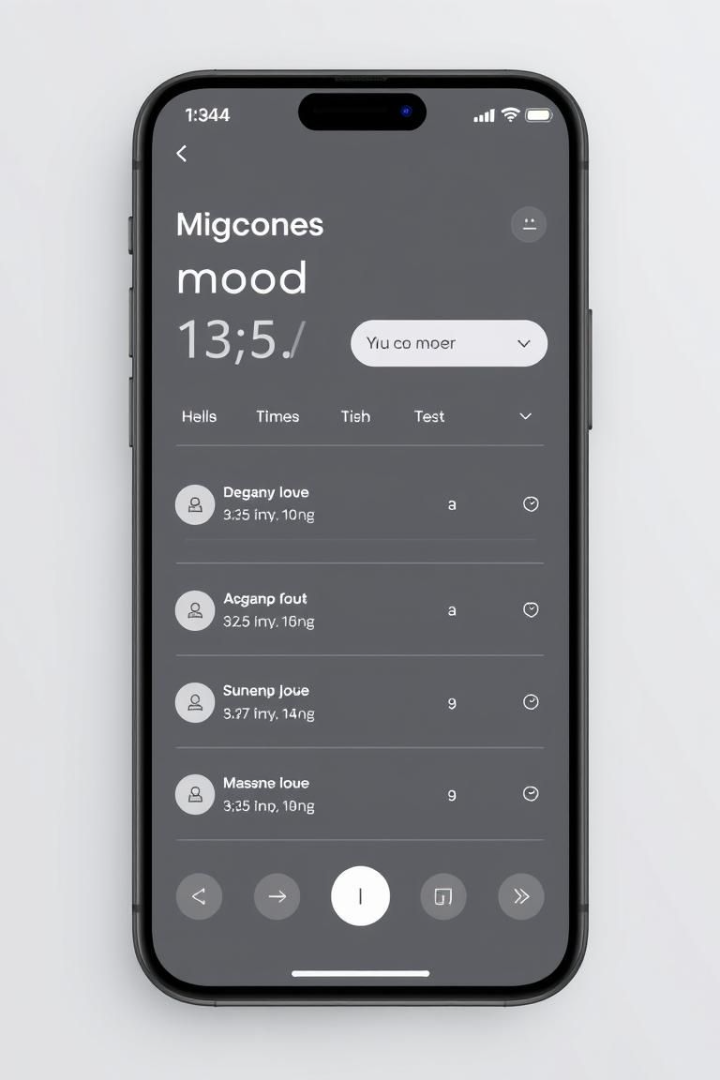 1:344
Migcones
mood
13;5./
Yiu co moer
Hells Times Tish Test
Degany loue
3.35 iny. 10ng
a
Acganp fout
325 iny. 16ng
a
Sunenp joue
3.27 iny. 14ng
9
Massne loue
3;35 Inp, 10ng
9